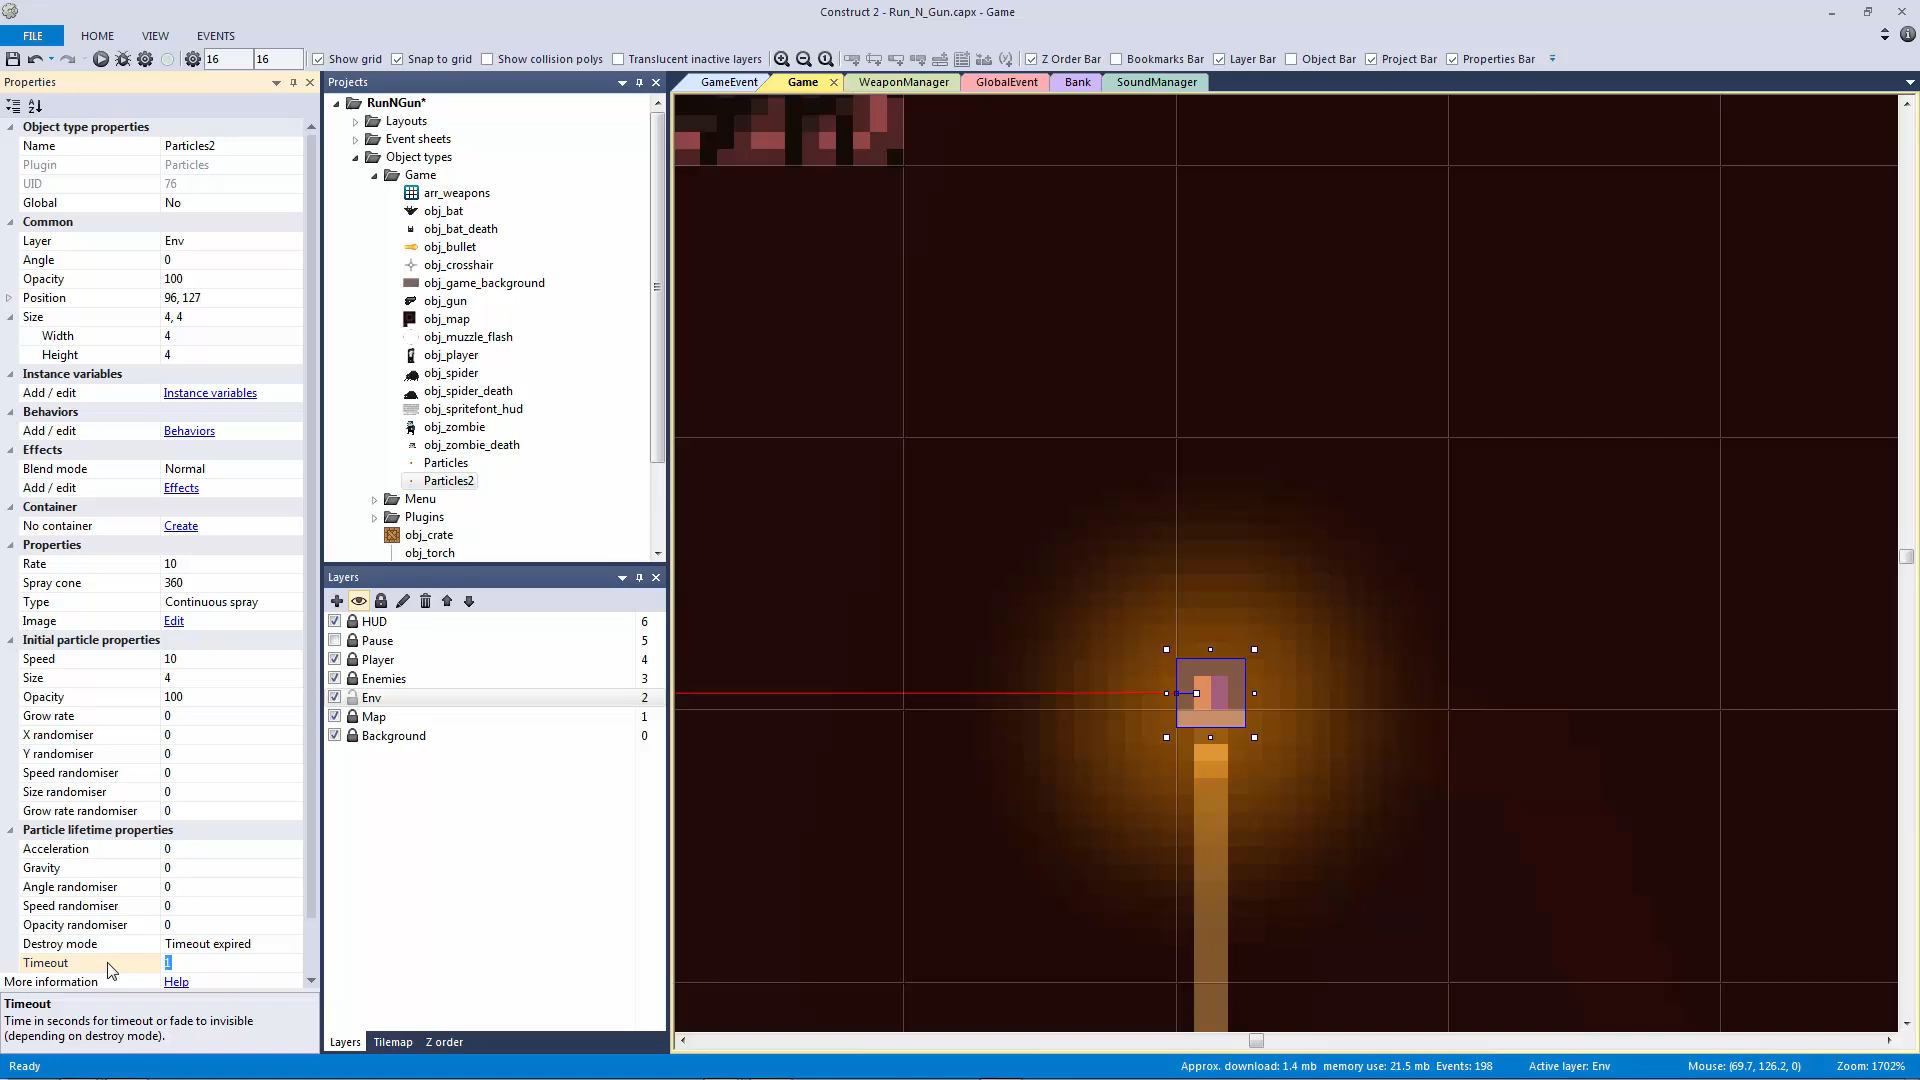 Construct 2 - Run_N_Gun.capx - Game
FILE HOME VIEW EVENTS
16 16 Show grid Snap to grid Show collision polys Translucent inactive layers Z Order Bar Bookmarks Bar Layer Bar Object Bar Project Bar Properties Bar
Properties
Object type properties
Name Particles2
Plugin Particles
UID 76
Global No
Common
Layer Env
Angle 0
Opacity 100
Position 96, 127
Size 4, 4
Width 4
Height 4
Instance variables
Add / edit Instance variables
Behaviors
Add / edit Behaviors
Effects
Blend mode Normal
Add / edit Effects
Container
No container Create
Properties
Rate 10
Spray cone 360
Type Continuous spray
Image Edit
Initial particle properties
Speed 10
Size 4
Opacity 100
Grow rate 0
X randomiser 0
Y randomiser 0
Speed randomiser 0
Size randomiser 0
Grow rate randomiser 0
Particle lifetime properties
Acceleration 0
Gravity 0
Angle randomiser 0
Speed randomiser 0
Opacity randomiser 0
Destroy mode Timeout expired
Timeout 1
More information Help
Timeout
Time in seconds for timeout or fade to invisible
(depending on destroy mode).
Projects
RunNGun*
Layouts
Event sheets
Object types
Game
arr_weapons
obj_bat
obj_bat_death
obj_bullet
obj_crosshair
obj_game_background
obj_gun
obj_map
obj_muzzle_flash
obj_player
obj_spider
obj_spider_death
obj_spritefont_hud
obj_zombie
obj_zombie_death
Particles
Particles2
Menu
Plugins
obj_crate
obj_torch
Layers
HUD 6
Pause 5
Player 4
Enemies 3
Env 2
Map 1
Background 0
Layers Tilemap Z order
GameEvent Game WeaponManager GlobalEvent Bank SoundManager
Ready Approx. download: 1.4 mb memory use: 21.5 mb Events: 198 Active layer: Env Mouse: (69.7, 126.2, 0) Zoom: 1702%